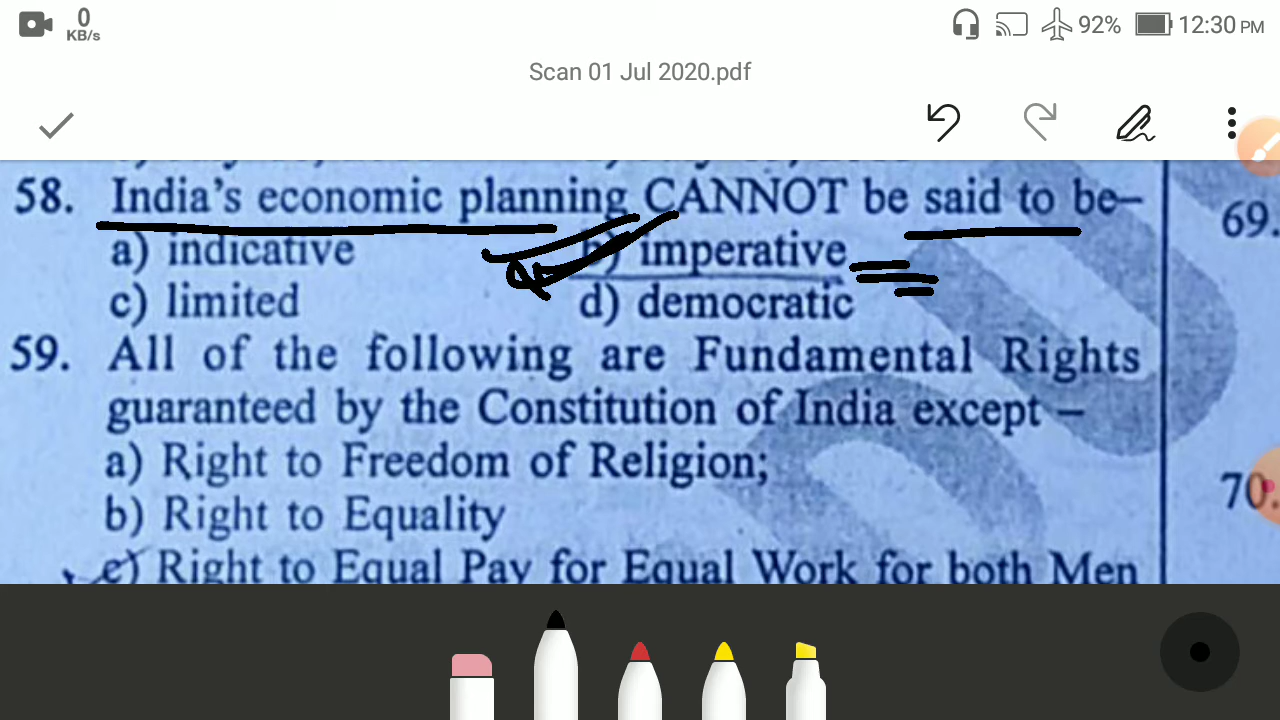 0
KB/s
92%
12:30 PM
Scan 01 Jul 2020.pdf
58. India's economic planning CANNOT be said to be–
a) indicative b) imperative
c) limited d) democratic
59. All of the following are Fundamental Rights
guaranteed by the Constitution of India except –
a) Right to Freedom of Religion;
b) Right to Equality
c) Right to Equal Pay for Equal Work for both Men
69.
70.